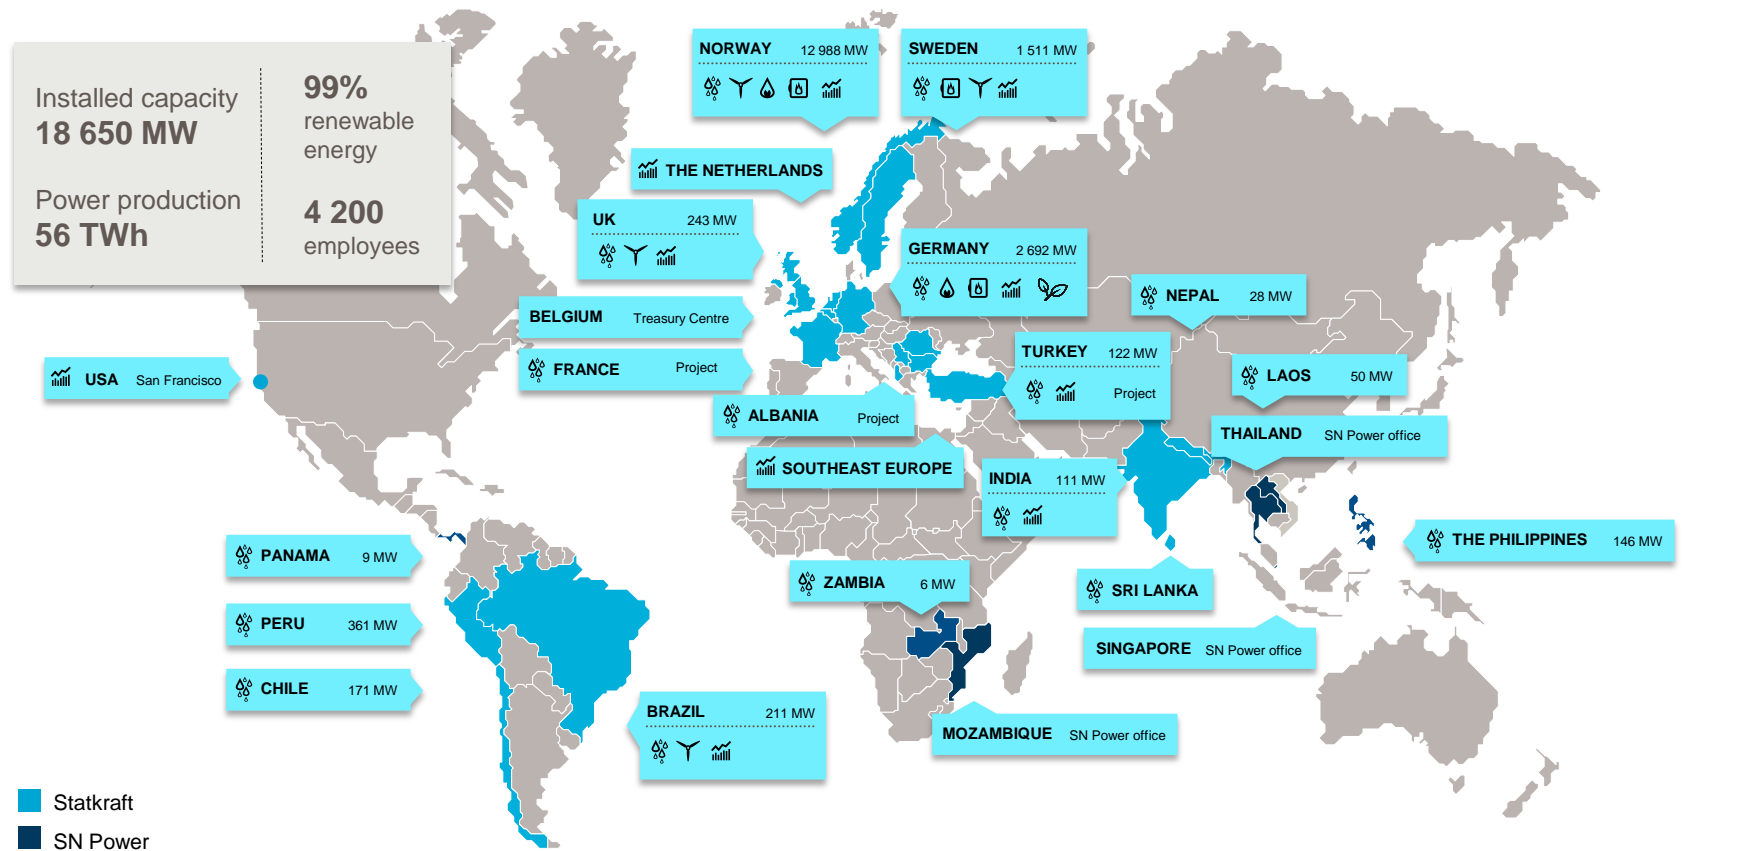 Installed capacity
18 650 MW
99%
renewable
energy
Power production
56 TWh
4 200
employees
NORWAY 12 988 MW
SWEDEN 1 511 MW
THE NETHERLANDS
UK 243 MW
GERMANY 2 692 MW
NEPAL 28 MW
BELGIUM Treasury Centre
TURKEY 122 MW
Project
FRANCE Project
USA San Francisco
LAOS 50 MW
ALBANIA Project
THAILAND SN Power office
SOUTHEAST EUROPE
INDIA 111 MW
PANAMA 9 MW
THE PHILIPPINES 146 MW
ZAMBIA 6 MW
SRI LANKA
PERU 361 MW
SINGAPORE SN Power office
CHILE 171 MW
BRAZIL 211 MW
MOZAMBIQUE SN Power office
Statkraft
SN Power